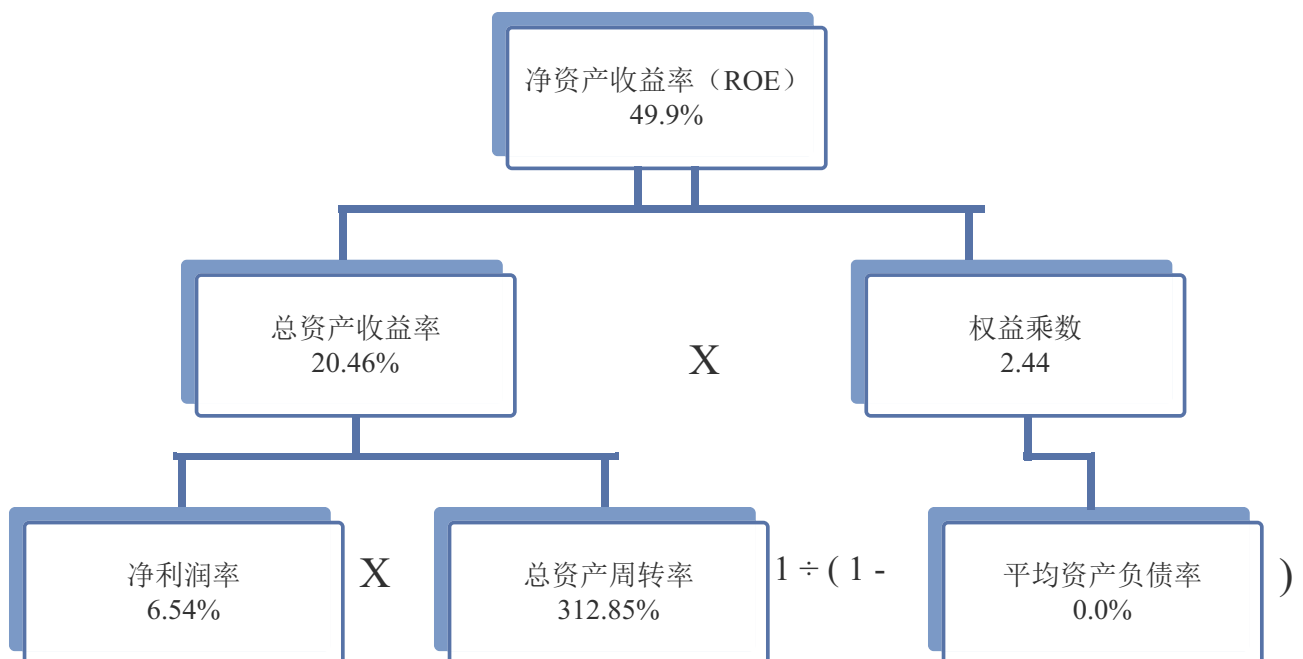 净资产收益率（ROE）
49.9%
总资产收益率
20.46%
X
权益乘数
2.44
净利润率
6.54%
X
总资产周转率
312.85%
1 ÷ ( 1 -
平均资产负债率
0.0%
)